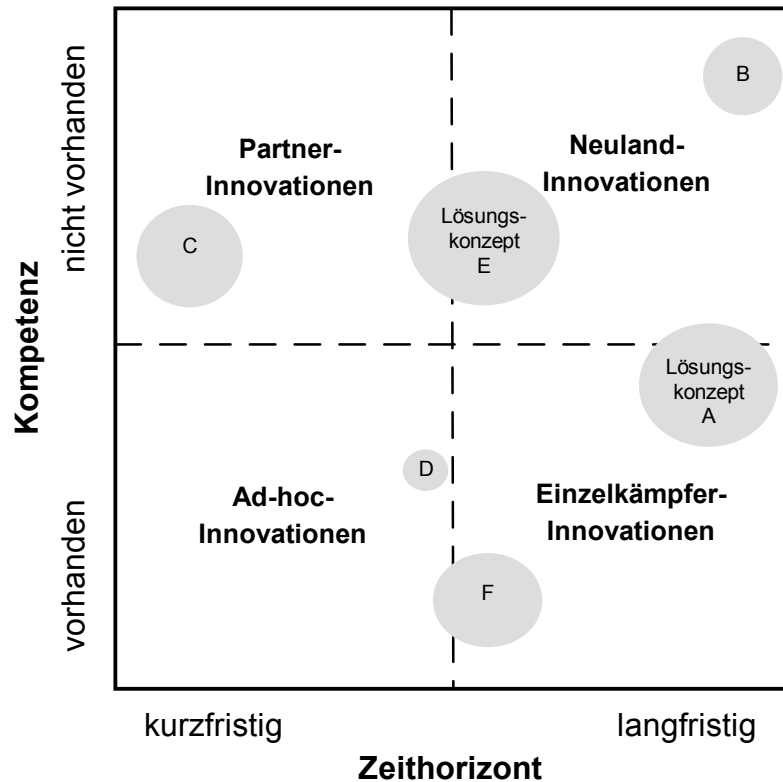 Kompetenz
nicht vorhanden
vorhanden
B
Partner-
Innovationen
Neuland-
Innovationen
C
Lösungs-
konzept
E
Lösungs-
konzept
A
D
Ad-hoc-
Innovationen
Einzelkämpfer-
Innovationen
F
kurzfristig
langfristig
Zeithorizont